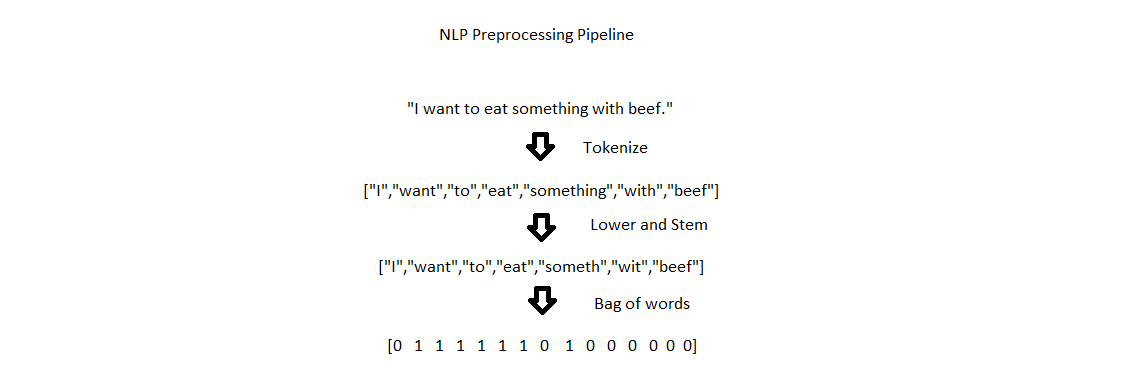 NLP Preprocessing Pipeline
"I want to eat something with beef."
Tokenize
["I","want","to","eat","something","with","beef"]
Lower and Stem
["I","want","to","eat","someth","wit","beef"]
Bag of words
[0 1 1 1 1 1 1 0 1 0 0 0 0 0 0]